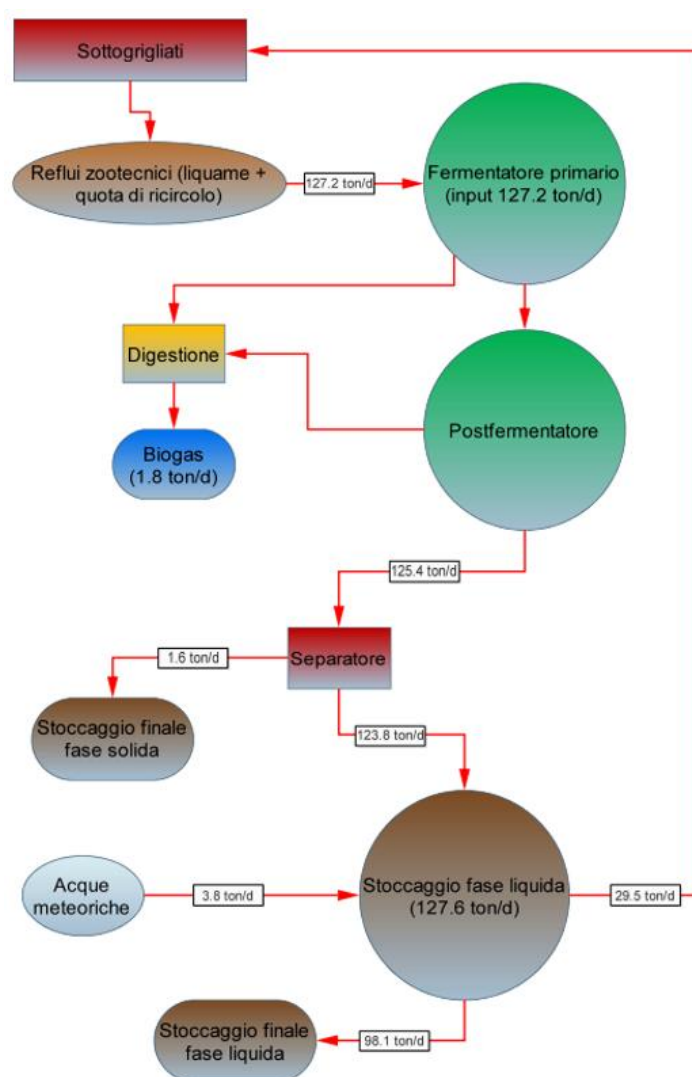 Sottogrigliati
Reflui zootecnici (liquame +
quota di ricircolo)
127.2 ton/d
Fermentatore primario
(input 127.2 ton/d)
Digestione
Biogas
(1.8 ton/d)
Postfermentatore
125.4 ton/d
Separatore
1.6 ton/d
Stoccaggio finale
fase solida
123.8 ton/d
Acque
meteoriche
3.8 ton/d
Stoccaggio fase liquida
(127.6 ton/d)
29.5 ton/d
Stoccaggio finale
fase liquida
98.1 ton/d